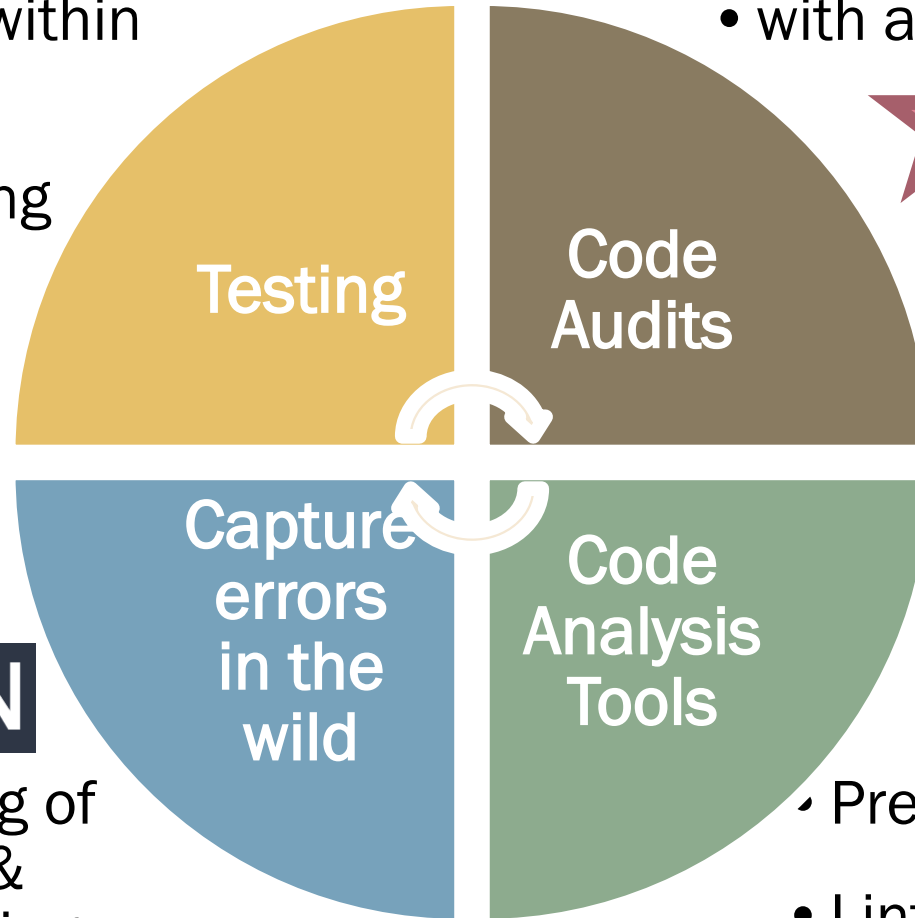 within
• with a
ng
Testing
Code
Audits
Capture
errors
in the
wild
Code
Analysis
Tools
N
g of
&
• Pre